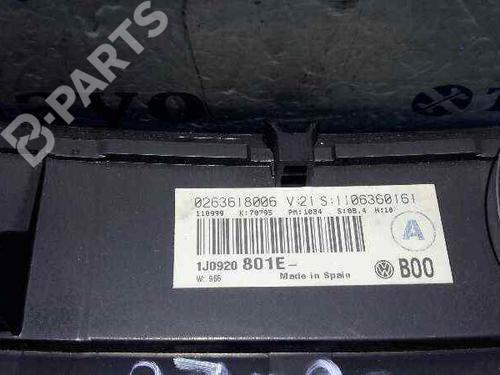 B-PARTS
0263618006 V:21 S:1106360161
110999 K:70795 PM:1034 S:08.4 H:10
A
1J0920 801E-
W: 966 Made in Spain
B00